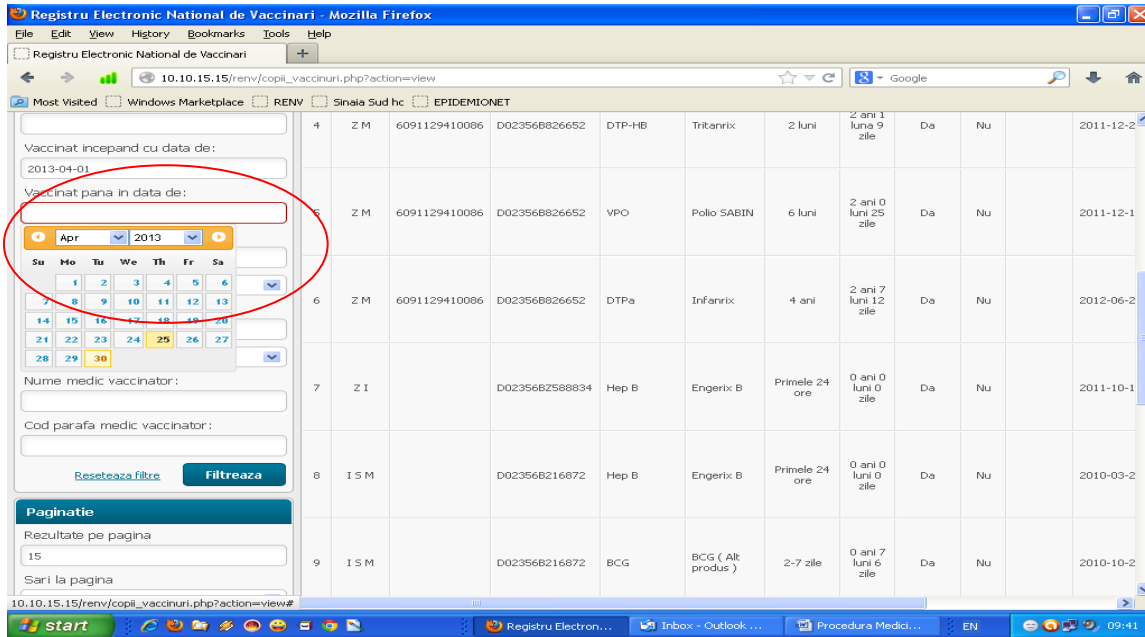 Registru Electronic National de Vaccinari - Mozilla Firefox
File Edit View History Bookmarks Tools Help
Registru Electronic National de Vaccinari +
10.10.15.15/renv/copii_vaccinuri.php?action=view Google
Most Visited Windows Marketplace RENV Sinaia Sud hc EPIDEMIONET
Vaccinat incepand cu data de:
2013-04-01
Vaccinat pana in data de:
Apr 2013
Su Mo Tu We Th Fr Sa
1 2 3 4 5 6
7 8 9 10 11 12 13
14 15 16 17 18 19 20
21 22 23 24 25 26 27
28 29 30
Nume medic vaccinator:
Cod parafa medic vaccinator:
Reseteaza filtre Filtreaza
Paginatie
Rezultate pe pagina
15
Sari la pagina
4 Z M 6091129410086 D02356B826652 DTP-HB Tritanrix 2 luni 2 ani 1 luna 9 zile Da Nu 2011-12-2
5 Z M 6091129410086 D02356B826652 VPO Polio SABIN 6 luni 2 ani 0 luni 25 zile Da Nu 2011-12-1
6 Z M 6091129410086 D02356B826652 DTPa Infanrix 4 ani 2 ani 7 luni 12 zile Da Nu 2012-06-2
7 Z I D02356BZ588834 Hep B Engerix B Primele 24 ore 0 ani 0 luni 0 zile Da Nu 2011-10-1
8 I S M D02356B216872 Hep B Engerix B Primele 24 ore 0 ani 0 luni 0 zile Da Nu 2010-03-2
9 I S M D02356B216872 BCG BCG ( Alt produs ) 2-7 zile 0 ani 7 luni 6 zile Da Nu 2010-10-2
10.10.15.15/renv/copii_vaccinuri.php?action=view#
start Registru Electron... Inbox - Outlook ... Procedura Medici... EN 09:41